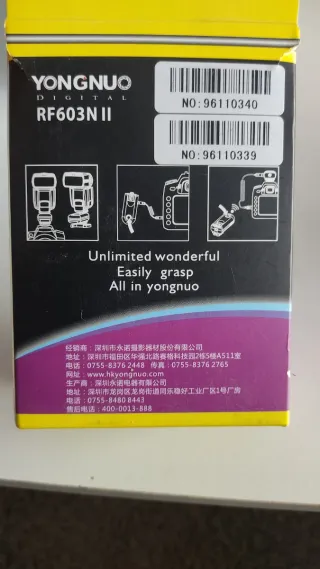 YONGNUO
DIGITAL
RF603N II
NO:96110340
NO:96110339
Unlimited wonderful
Easily grasp
All in yongnuo
经销商：深圳市永诺摄影器材股份有限公司
地址：深圳市福田区华强北路赛格科技园2栋5楼A511室
电话：0755-8376 2448 传真：0755-8376 2765
网址：www.hkyongnuo.com
生产商：深圳永诺电器有限公司
地址：深圳市龙岗区龙岗街道同乐稳好工业厂区1号厂房
电话：0755-8480 8443
售后电话：400-0013-888